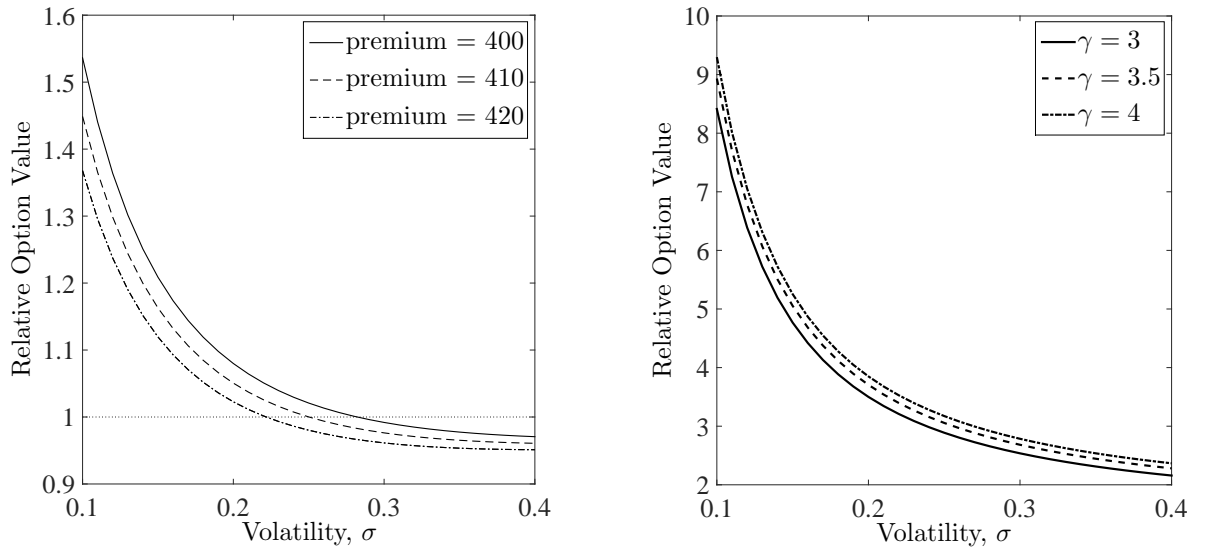 1.6
1.5
1.4
1.3
1.2
1.1
1
0.9
0.1
0.2
0.3
0.4
Relative Option Value
Volatility, σ
premium = 400
premium = 410
premium = 420
10
9
8
7
6
5
4
3
2
0.1
0.2
0.3
0.4
Relative Option Value
Volatility, σ
γ = 3
γ = 3.5
γ = 4